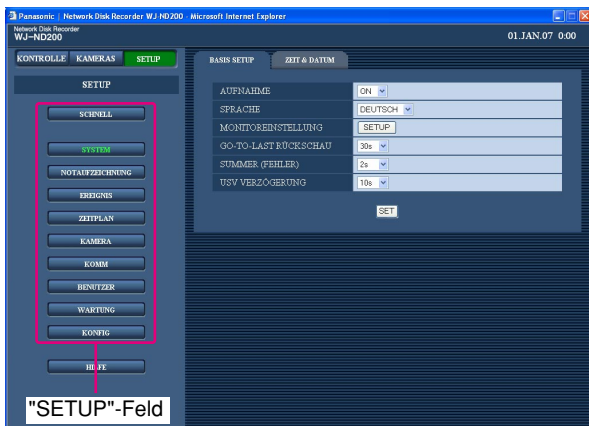 Panasonic | Network Disk Recorder WJ-ND200 - Microsoft Internet Explorer
Network Disk Recorder
WJ-ND200
01.JAN.07 0:00
KONTROLLE KAMERAS SETUP
SETUP
SCHNELL
SYSTEM
NOTAUFZEICHNUNG
EREIGNIS
ZEITPLAN
KAMERA
KOMM
BENUTZER
WARTUNG
KONFIG
HILFE
"SETUP"-Feld
BASIS SETUP ZEIT & DATUM
AUFNAHME ON
SPRACHE DEUTSCH
MONITOREINSTELLUNG SETUP
GO-TO-LAST RÜCKSCHAU 30s
SUMMER (FEHLER) 2s
USV VERZÖGERUNG 10s
SET